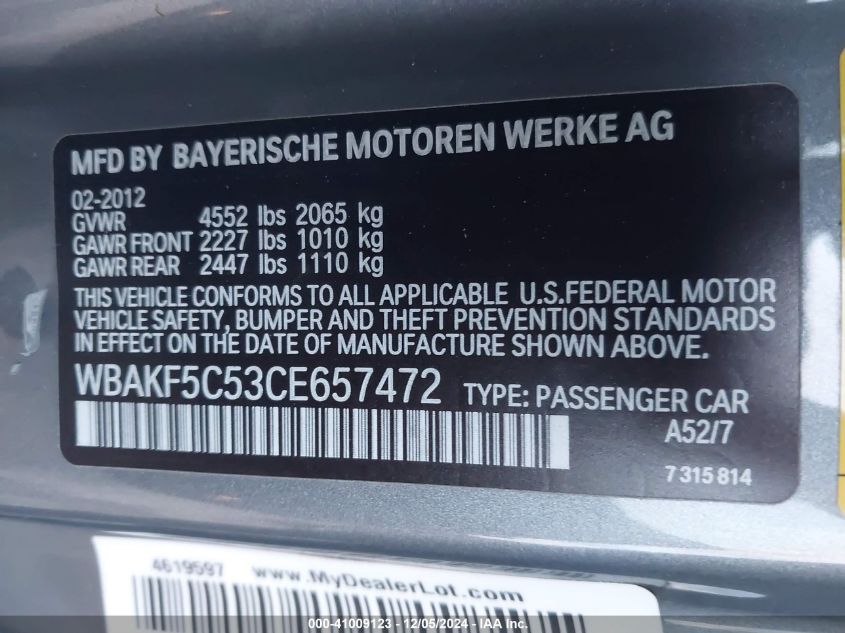 MFD BY BAYERISCHE MOTOREN WERKE AG
02-2012
GVWR 4552 lbs 2065 kg
GAWR FRONT 2227 lbs 1010 kg
GAWR REAR 2447 lbs 1110 kg
THIS VEHICLE CONFORMS TO ALL APPLICABLE U.S.FEDERAL MOTOR
VEHICLE SAFETY, BUMPER AND THEFT PREVENTION STANDARDS
IN EFFECT ON THE DATE OF MANUFACTURE SHOWN ABOVE.
WBAKF5C53CE657472 TYPE: PASSENGER CAR
A52/7
7 315 814
4619597 www.MyDealerLot.com
000-41009123 - 12/05/2024 - IAA Inc.